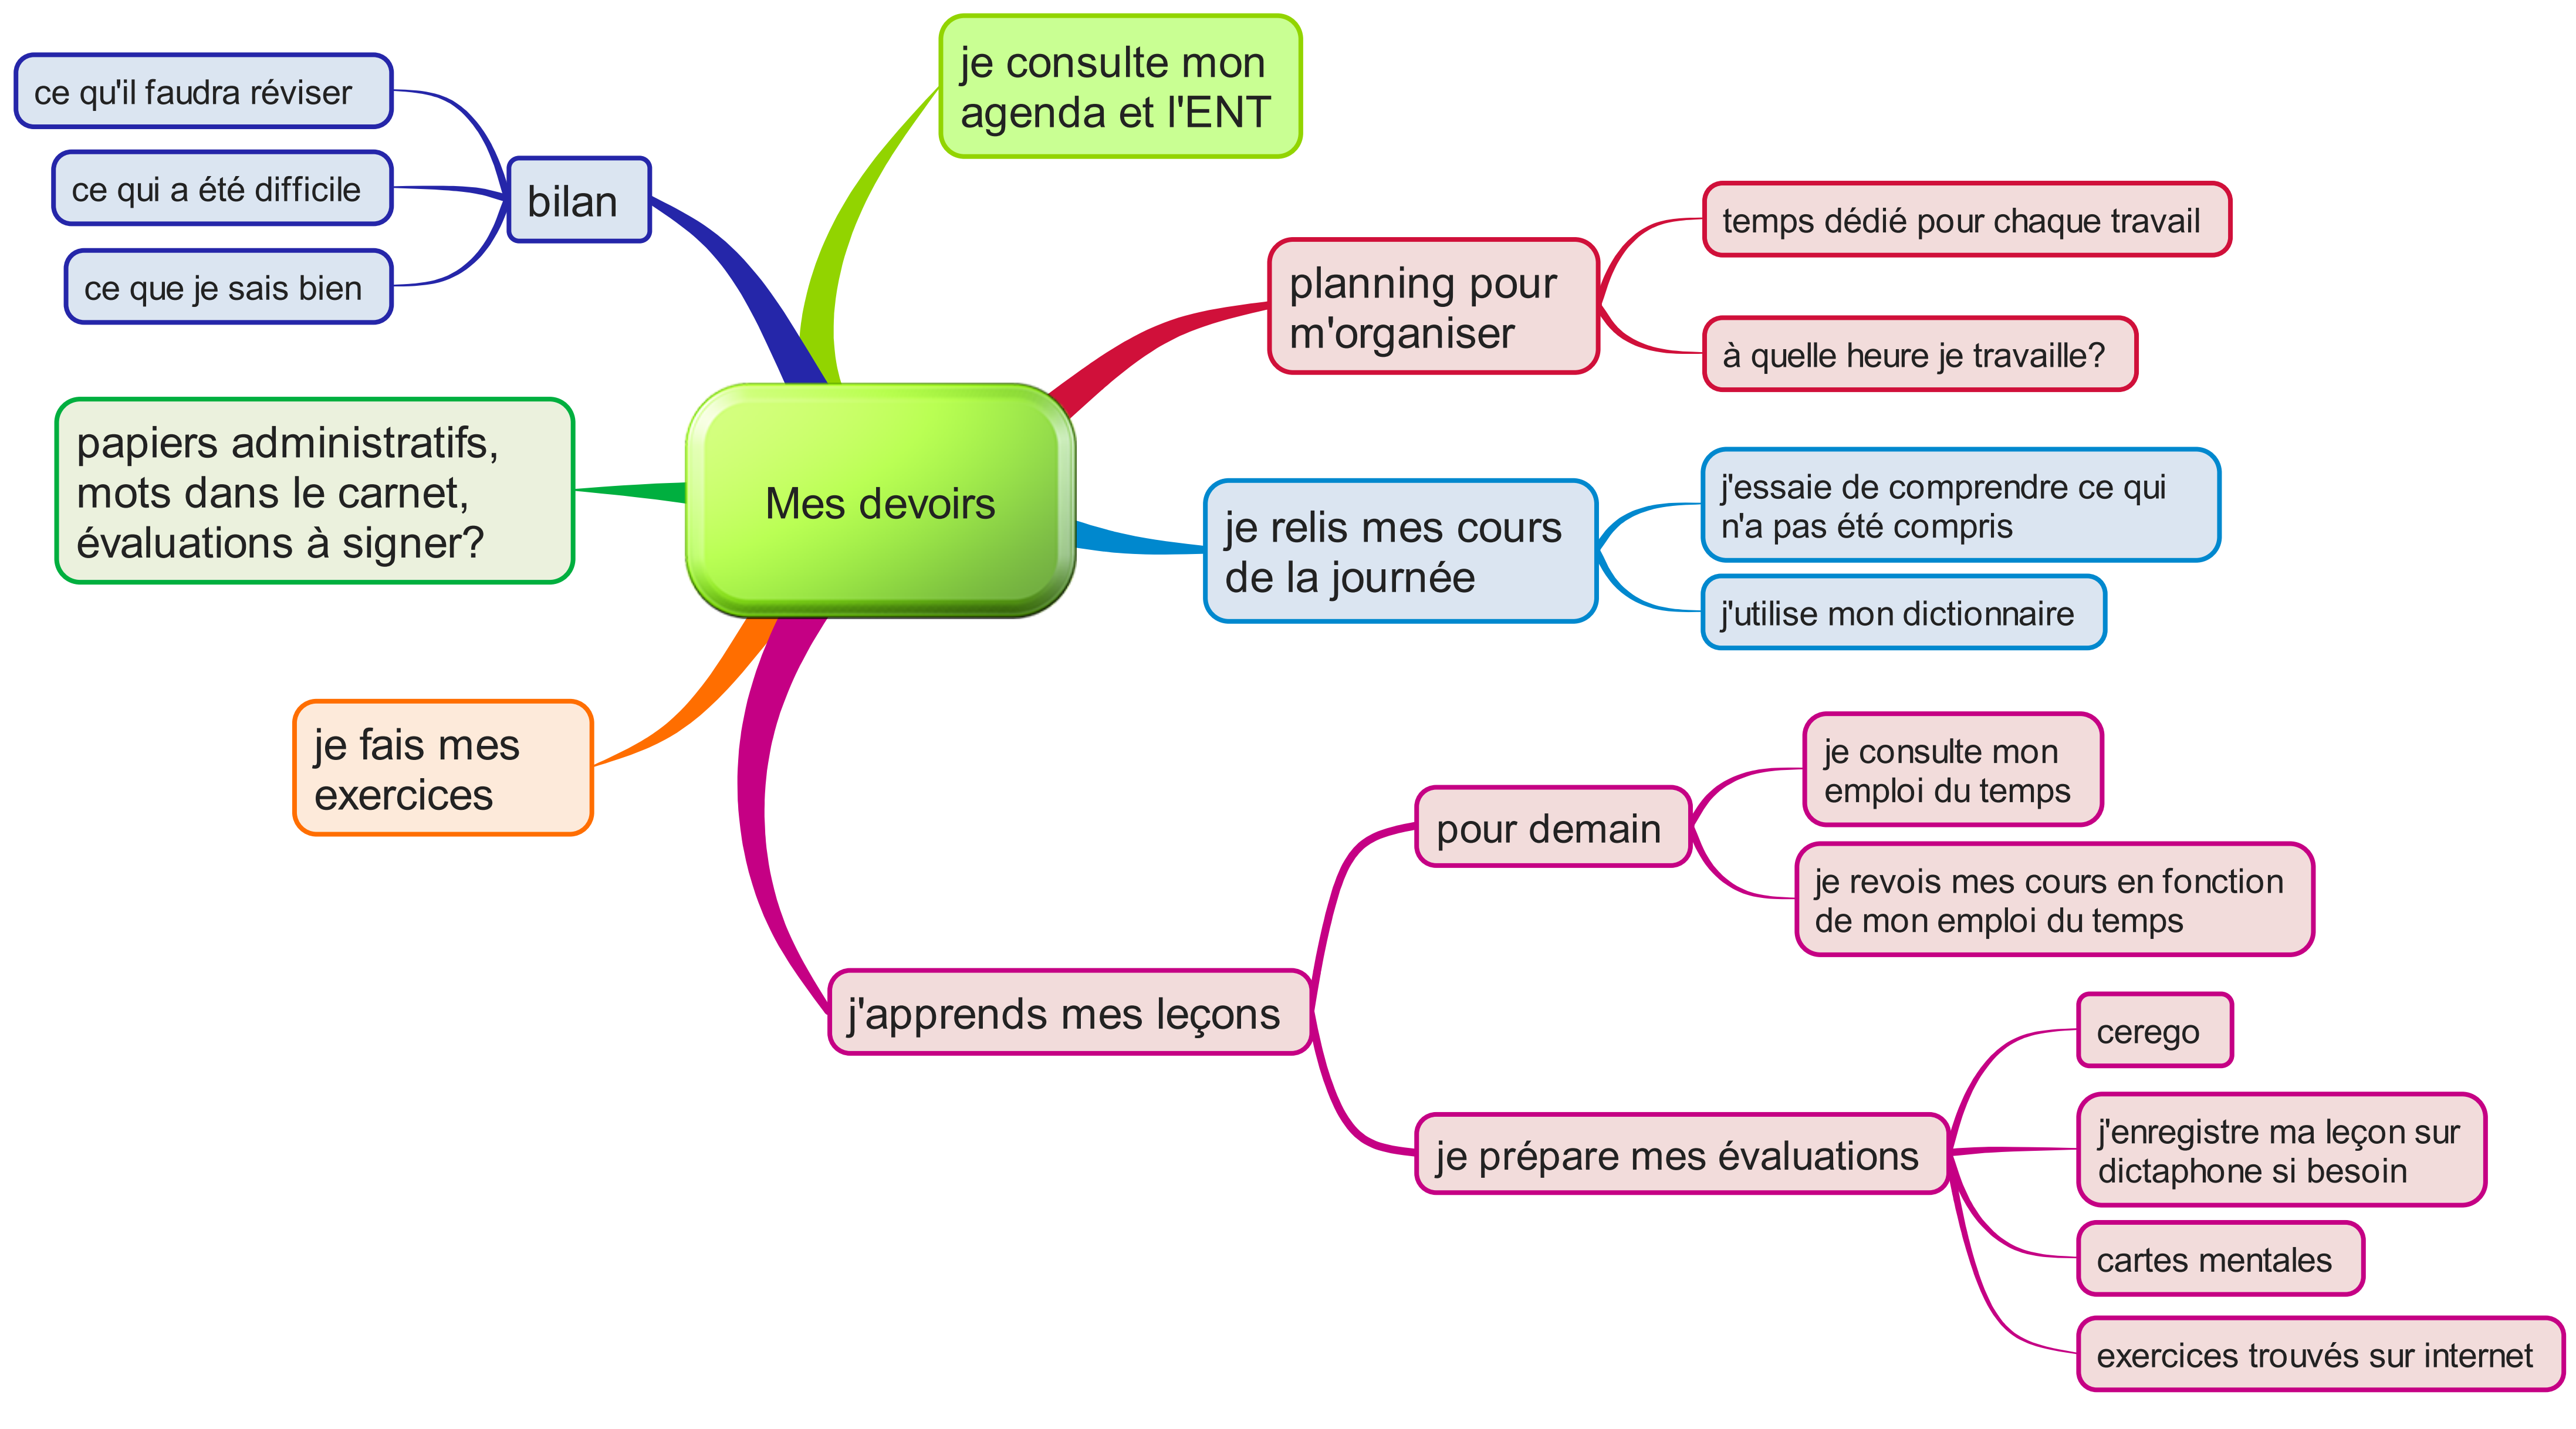 Mes devoirs
je consulte mon
agenda et l'ENT
planning pour
m'organiser
temps dédié pour chaque travail
à quelle heure je travaille?
je relis mes cours
de la journée
j'essaie de comprendre ce qui
n'a pas été compris
j'utilise mon dictionnaire
j'apprends mes leçons
pour demain
je consulte mon
emploi du temps
je revois mes cours en fonction
de mon emploi du temps
je prépare mes évaluations
cerego
j'enregistre ma leçon sur
dictaphone si besoin
cartes mentales
exercices trouvés sur internet
je fais mes
exercices
papiers administratifs,
mots dans le carnet,
évaluations à signer?
bilan
ce qu'il faudra réviser
ce qui a été difficile
ce que je sais bien